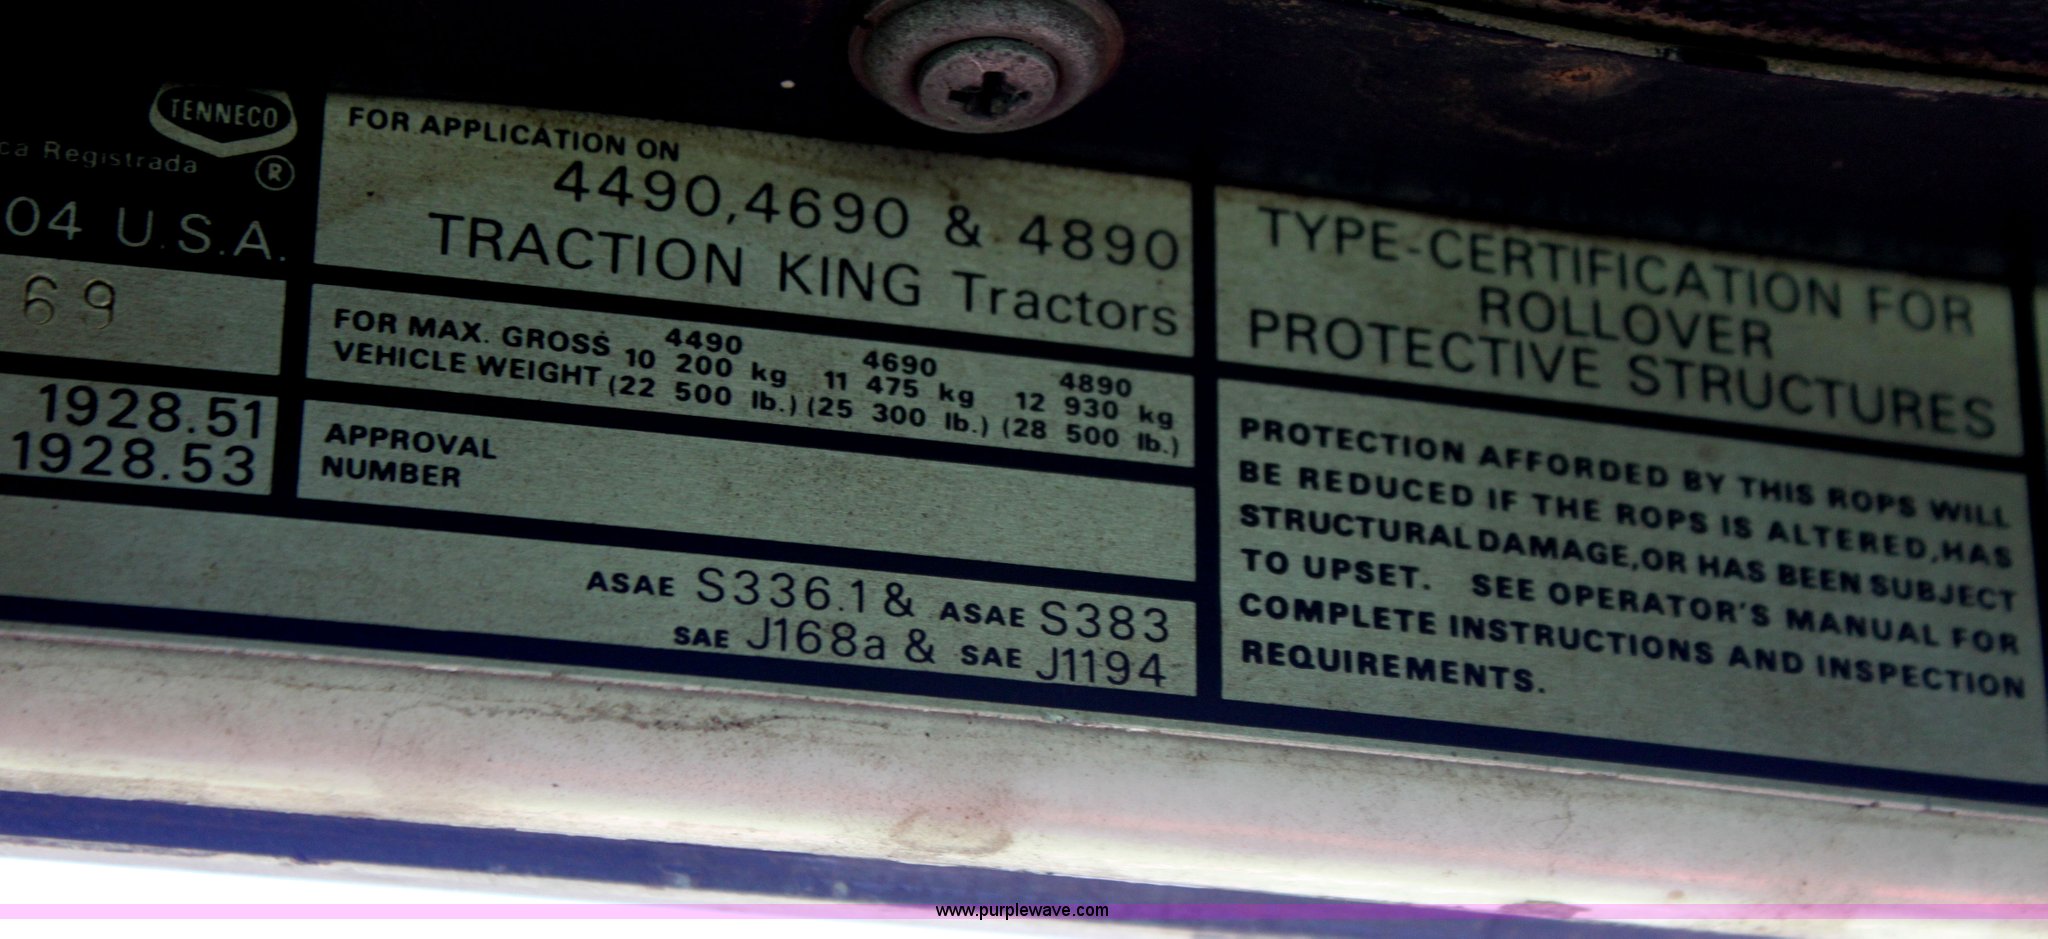 TENNECO
ca Registrada ®
04 U.S.A.
69
1928.51
1928.53
FOR APPLICATION ON
4490,4690 & 4890
TRACTION KING Tractors
FOR MAX. GROSS
VEHICLE WEIGHT
4490
10 200 kg
(22 500 lb.)
4690
11 475 kg
(25 300 lb.)
4890
12 930 kg
(28 500 lb.)
APPROVAL
NUMBER
ASAE S336.1 & ASAE S383
SAE J168a & SAE J1194
TYPE-CERTIFICATION FOR
ROLLOVER
PROTECTIVE STRUCTURES
PROTECTION AFFORDED BY THIS ROPS WILL
BE REDUCED IF THE ROPS IS ALTERED,HAS
STRUCTURAL DAMAGE,OR HAS BEEN SUBJECT
TO UPSET. SEE OPERATOR'S MANUAL FOR
COMPLETE INSTRUCTIONS AND INSPECTION
REQUIREMENTS.
www.purplewave.com